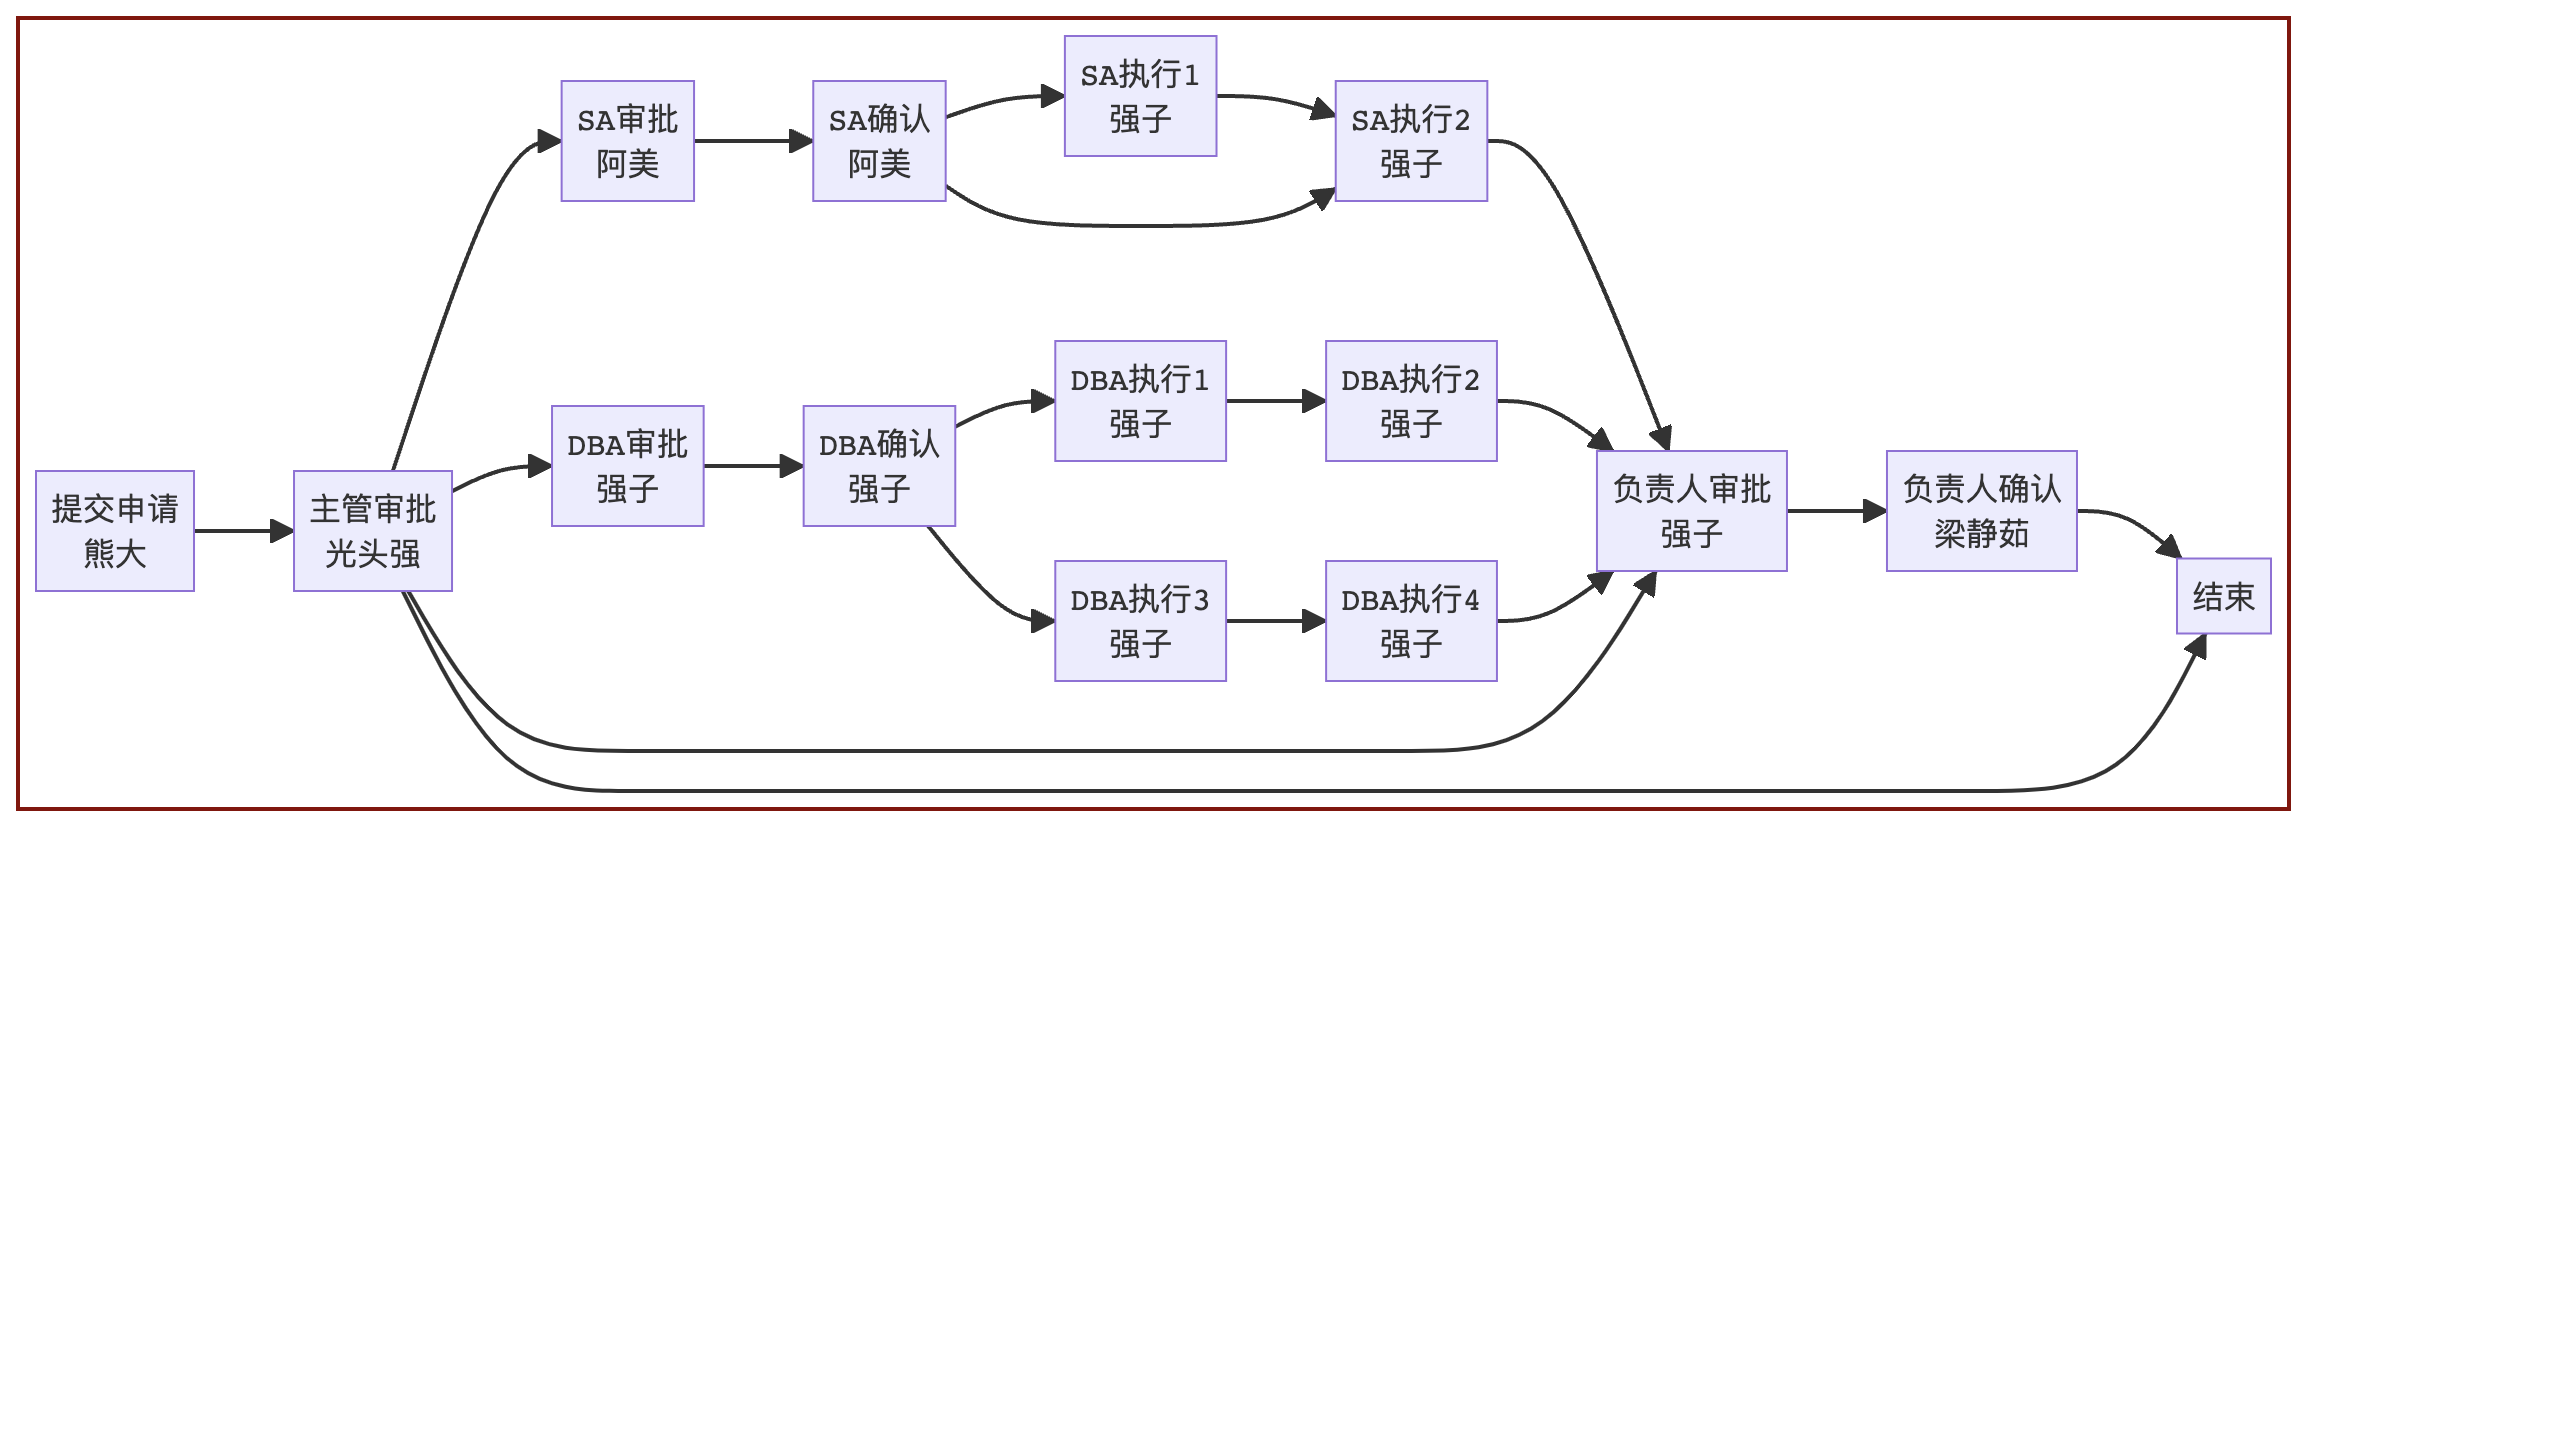 SA执行1
强子
SA审批
阿美
SA确认
阿美
SA执行2
强子
DBA执行1
强子
DBA执行2
强子
DBA审批
强子
DBA确认
强子
提交申请
熊大
主管审批
光头强
负责人审批
强子
负责人确认
梁静茹
DBA执行3
强子
DBA执行4
强子
结束